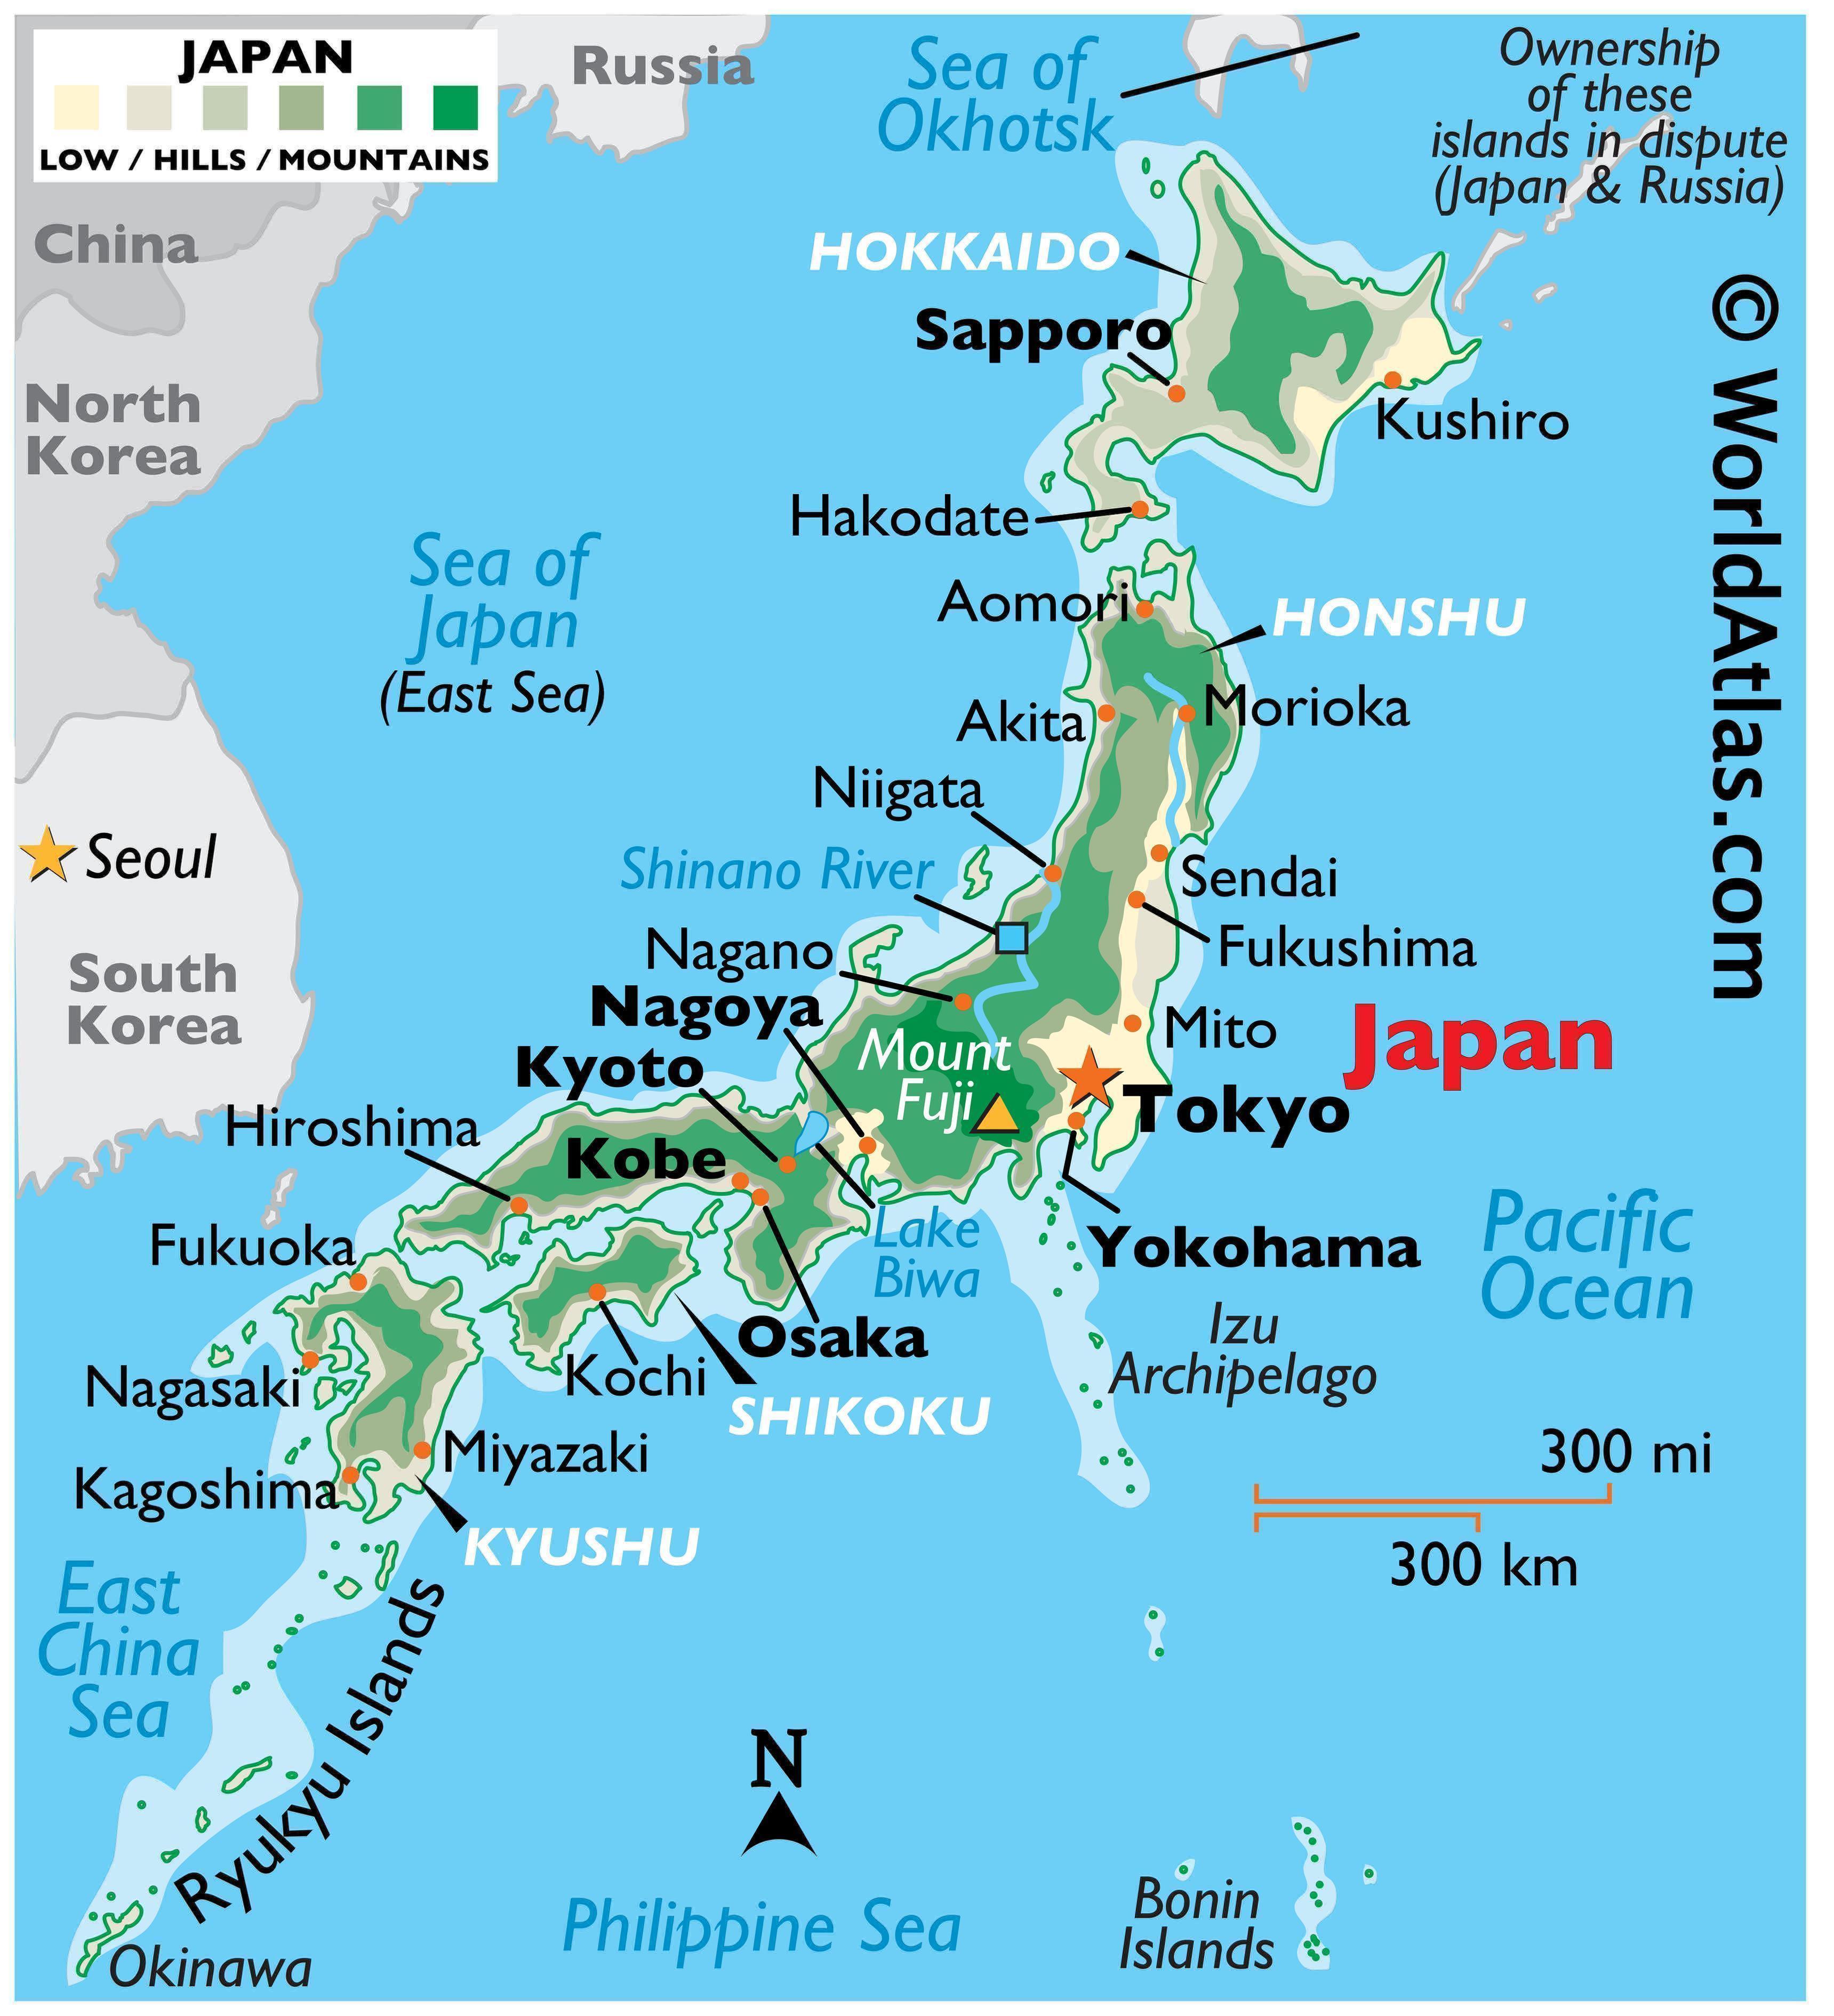 JAPAN
LOW / HILLS / MOUNTAINS
Russia
Sea of
Okhotsk
Ownership
of these
islands in dispute
(Japan & Russia)
China
HOKKAIDO
Sapporo
Kushiro
© WorldAtlas.com
North
Korea
Hakodate
Sea of
Japan
(East Sea)
Aomori
HONSHU
Akita
Morioka
Niigata
Seoul
Shinano River
Sendai
Nagano
Fukushima
South
Korea
Nagoya
Mito
Japan
Kyoto
Mount
Fuji
Tokyo
Hiroshima
Kobe
Fukuoka
Lake
Biwa
Yokohama
Pacific
Ocean
Izu
Archipelago
Osaka
Kochi
Nagasaki
SHIKOKU
Miyazaki
300 mi
Kagoshima
KYUSHU
300 km
East
China
Sea
Ryukyu Islands
N
Philippine Sea
Bonin
Islands
Okinawa